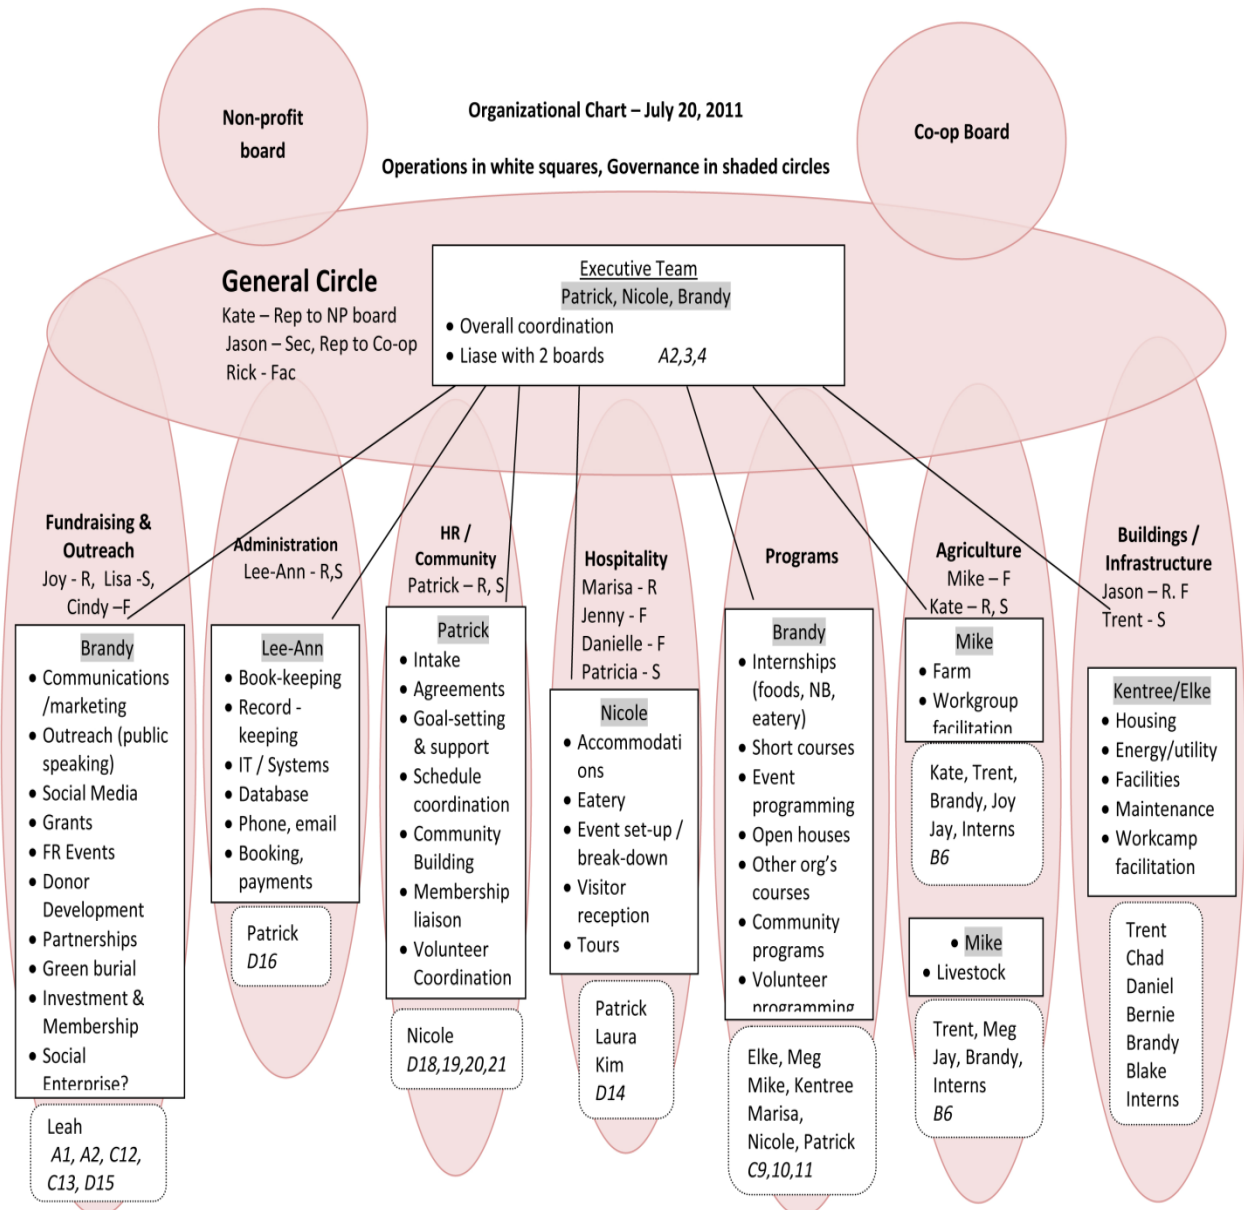 Non-profit
board
Organizational Chart – July 20, 2011
Operations in white squares, Governance in shaded circles
Co-op Board
General Circle
Kate – Rep to NP board
Jason – Sec, Rep to Co-op
Rick - Fac
Executive Team
Patrick, Nicole, Brandy
• Overall coordination
• Liase with 2 boards A2,3,4
Fundraising &
Outreach
Joy - R, Lisa -S,
Cindy –F
Brandy
• Communications
/marketing
• Outreach (public
speaking)
• Social Media
• Grants
• FR Events
• Donor
Development
• Partnerships
• Green burial
• Investment &
Membership
• Social
Enterprise?
Leah
A1, A2, C12,
C13, D15
Administration
Lee-Ann - R,S
Lee-Ann
• Book-keeping
• Record -
keeping
• IT / Systems
• Database
• Phone, email
• Booking,
payments
Patrick
D16
HR /
Community
Patrick – R, S
Patrick
• Intake
• Agreements
• Goal-setting
& support
• Schedule
coordination
• Community
Building
• Membership
liaison
• Volunteer
Coordination
Nicole
D18,19,20,21
Hospitality
Marisa - R
Jenny - F
Danielle - F
Patricia - S
Nicole
• Accommodati
ons
• Eatery
• Event set-up /
break-down
• Visitor
reception
• Tours
Patrick
Laura
Kim
D14
Programs
Brandy
• Internships
(foods, NB,
eatery)
• Short courses
• Event
programming
• Open houses
• Other org’s
courses
• Community
programs
• Volunteer
programming
Elke, Meg
Mike, Kentree
Marisa,
Nicole, Patrick
C9,10,11
Agriculture
Mike – F
Kate – R, S
Mike
• Farm
• Workgroup
facilitation
Kate, Trent,
Brandy, Joy
Jay, Interns
B6
• Mike
• Livestock
Trent, Meg
Jay, Brandy,
Interns
B6
Buildings /
Infrastructure
Jason – R. F
Trent - S
Kentree/Elke
• Housing
• Energy/utility
• Facilities
• Maintenance
• Workcamp
facilitation
Trent
Chad
Daniel
Bernie
Brandy
Blake
Interns